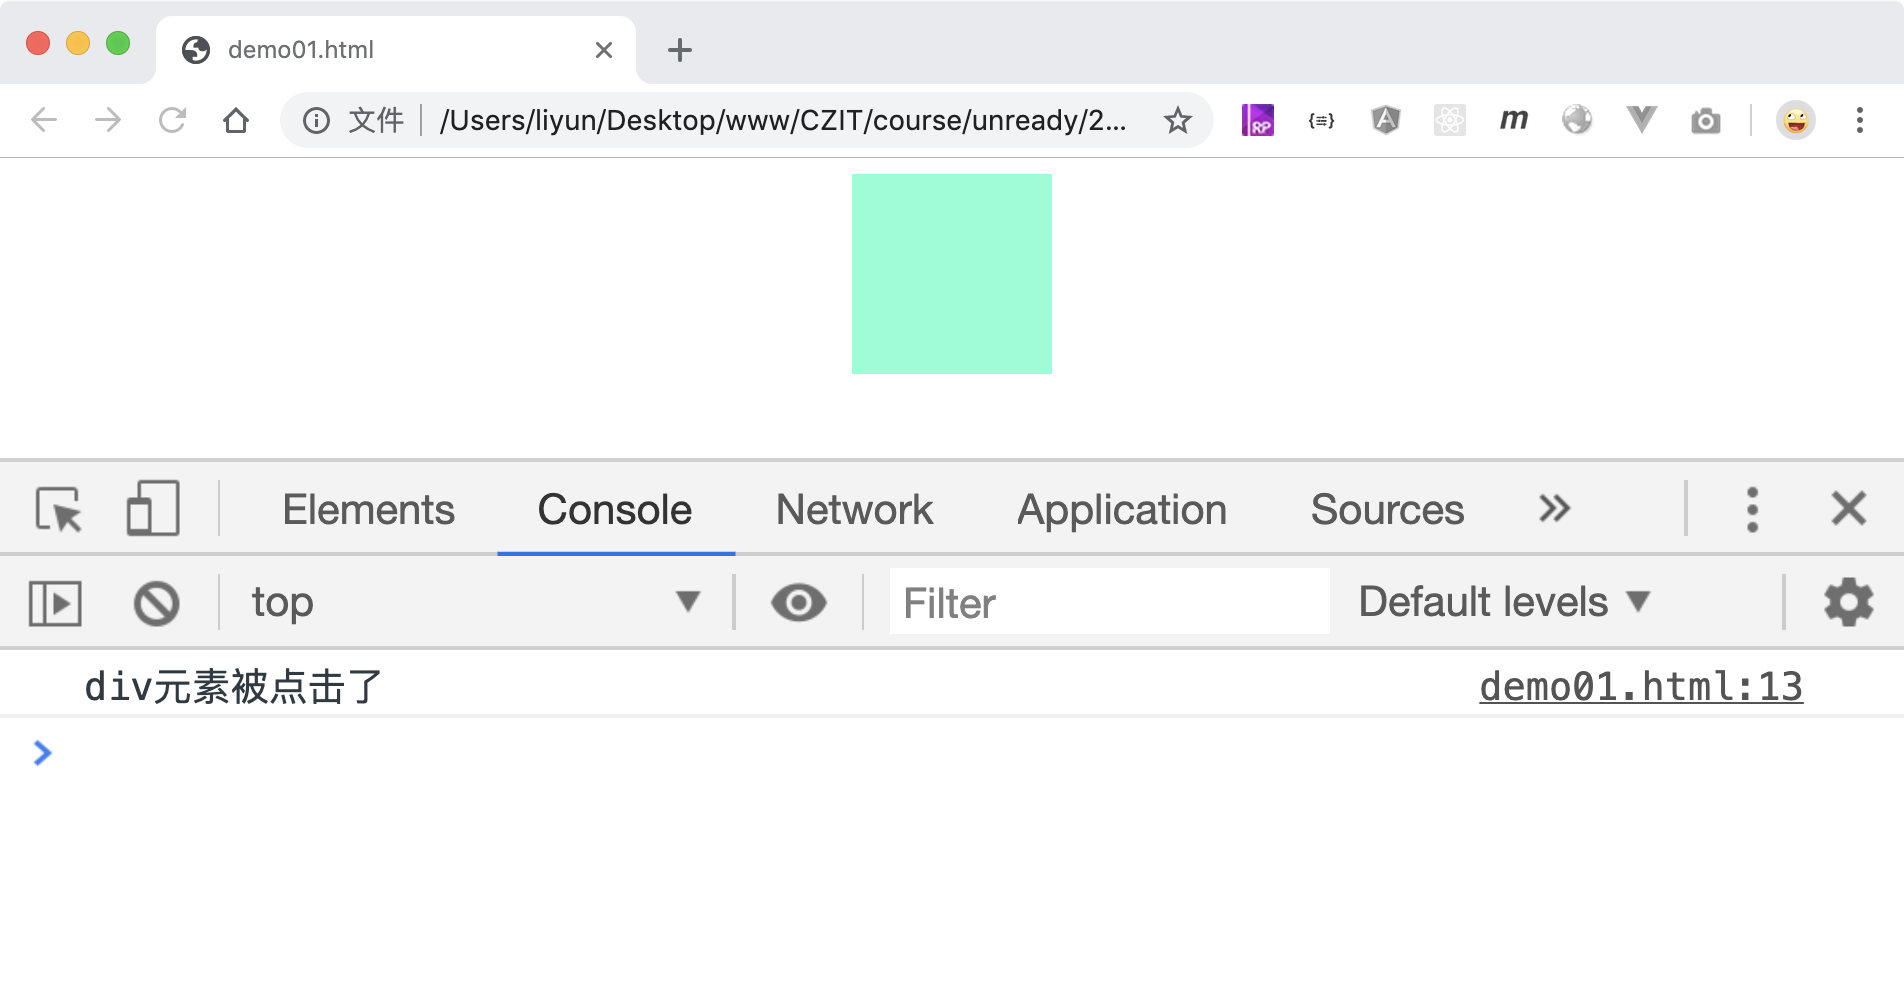 demo01.html
文件 /Users/liyun/Desktop/www/CZIT/course/unready/2...
RP {≡} A m
Elements Console Network Application Sources
top Filter Default levels
div元素被点击了 demo01.html:13